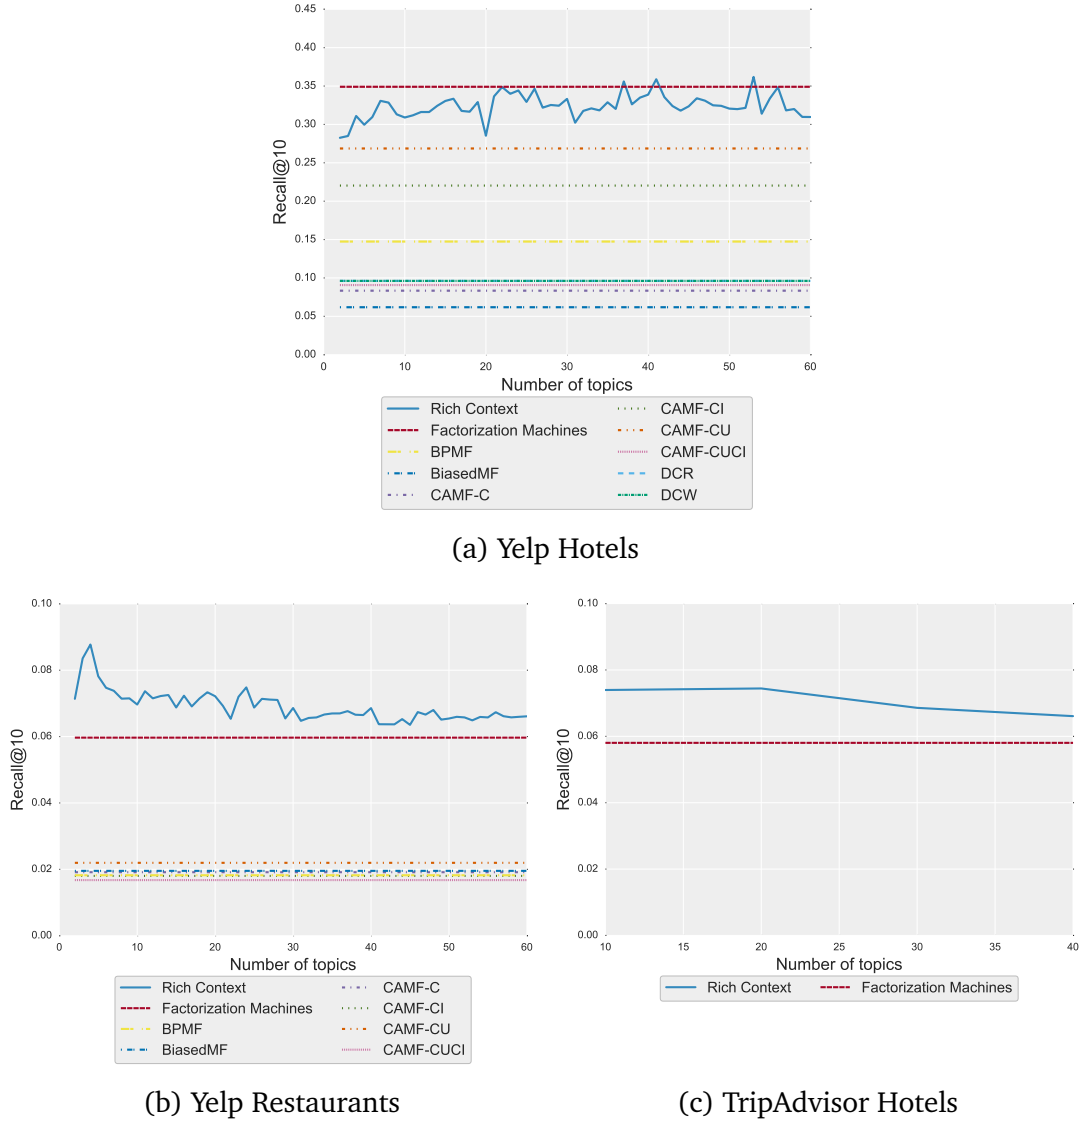 0.45
0.40
0.35
0.30
0.25
0.20
0.15
0.10
0.05
0.00
Recall@10
0 10 20 30 40 50 60
Number of topics
Rich Context CAMF-CI
Factorization Machines CAMF-CU
BPMF CAMF-CUCI
BiasedMF DCR
CAMF-C DCW
(a) Yelp Hotels
0.10
0.08
0.06
0.04
0.02
0.00
Recall@10
0 10 20 30 40 50 60
Number of topics
Rich Context CAMF-C
Factorization Machines CAMF-CI
BPMF CAMF-CU
BiasedMF CAMF-CUCI
(b) Yelp Restaurants
0.10
0.08
0.06
0.04
0.02
0.00
Recall@10
10 15 20 25 30 35 40
Number of topics
Rich Context Factorization Machines
(c) TripAdvisor Hotels